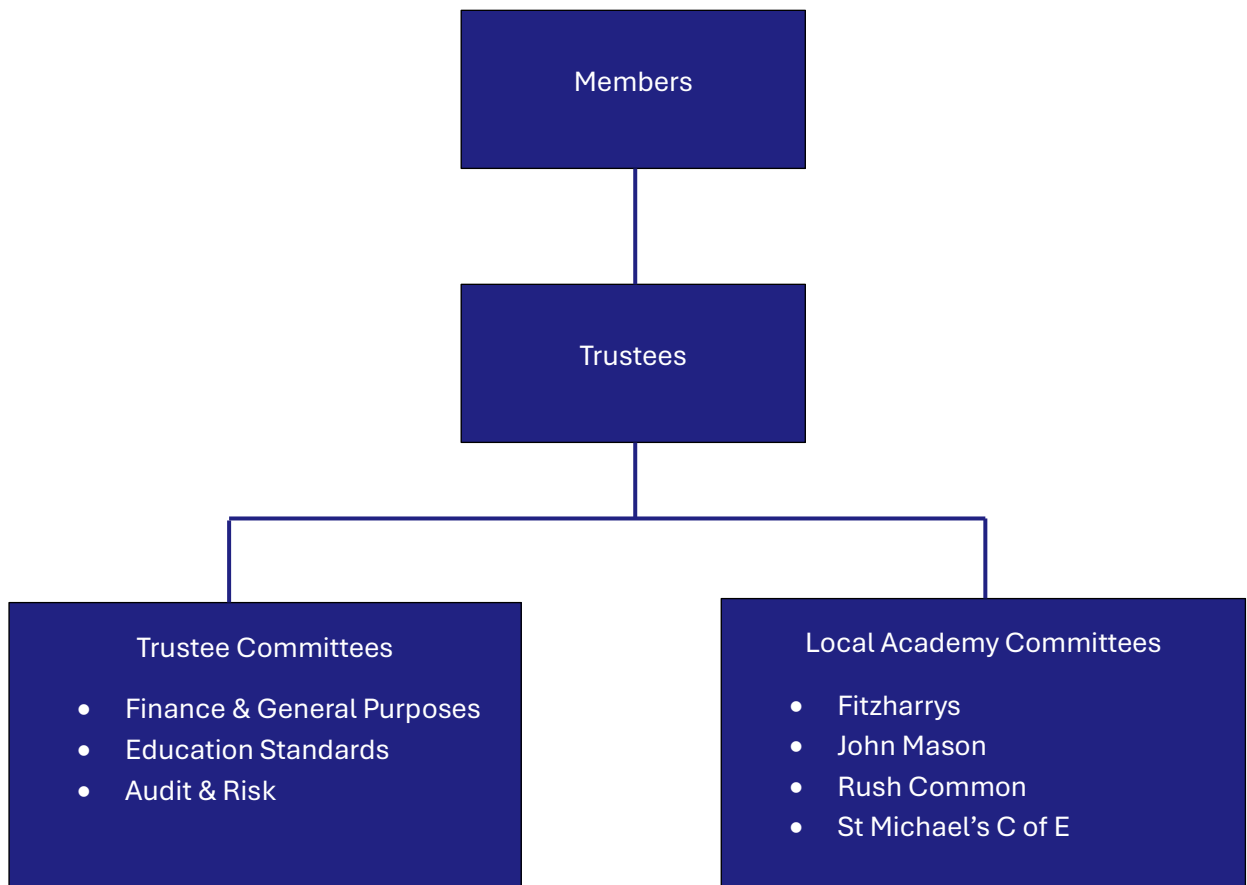 Members
Trustees
Trustee Committees
• Finance & General Purposes
• Education Standards
• Audit & Risk
Local Academy Committees
• Fitzharrys
• John Mason
• Rush Common
• St Michael’s C of E